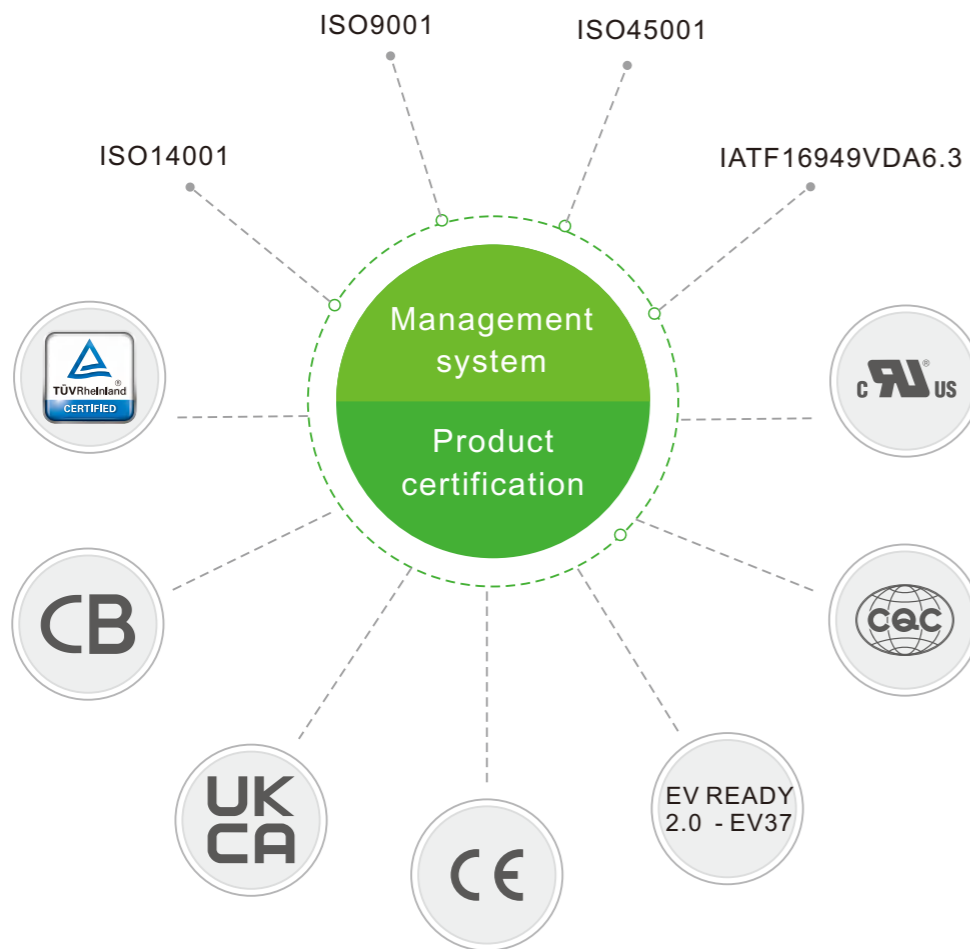 ISO9001
ISO45001
ISO14001
IATF16949VDA6.3
Management
system
Product
certification
TÜVRheinland®
CERTIFIED
C RU® US
CB
CQC
UK
CA
CE
EV READY
2.0 - EV37